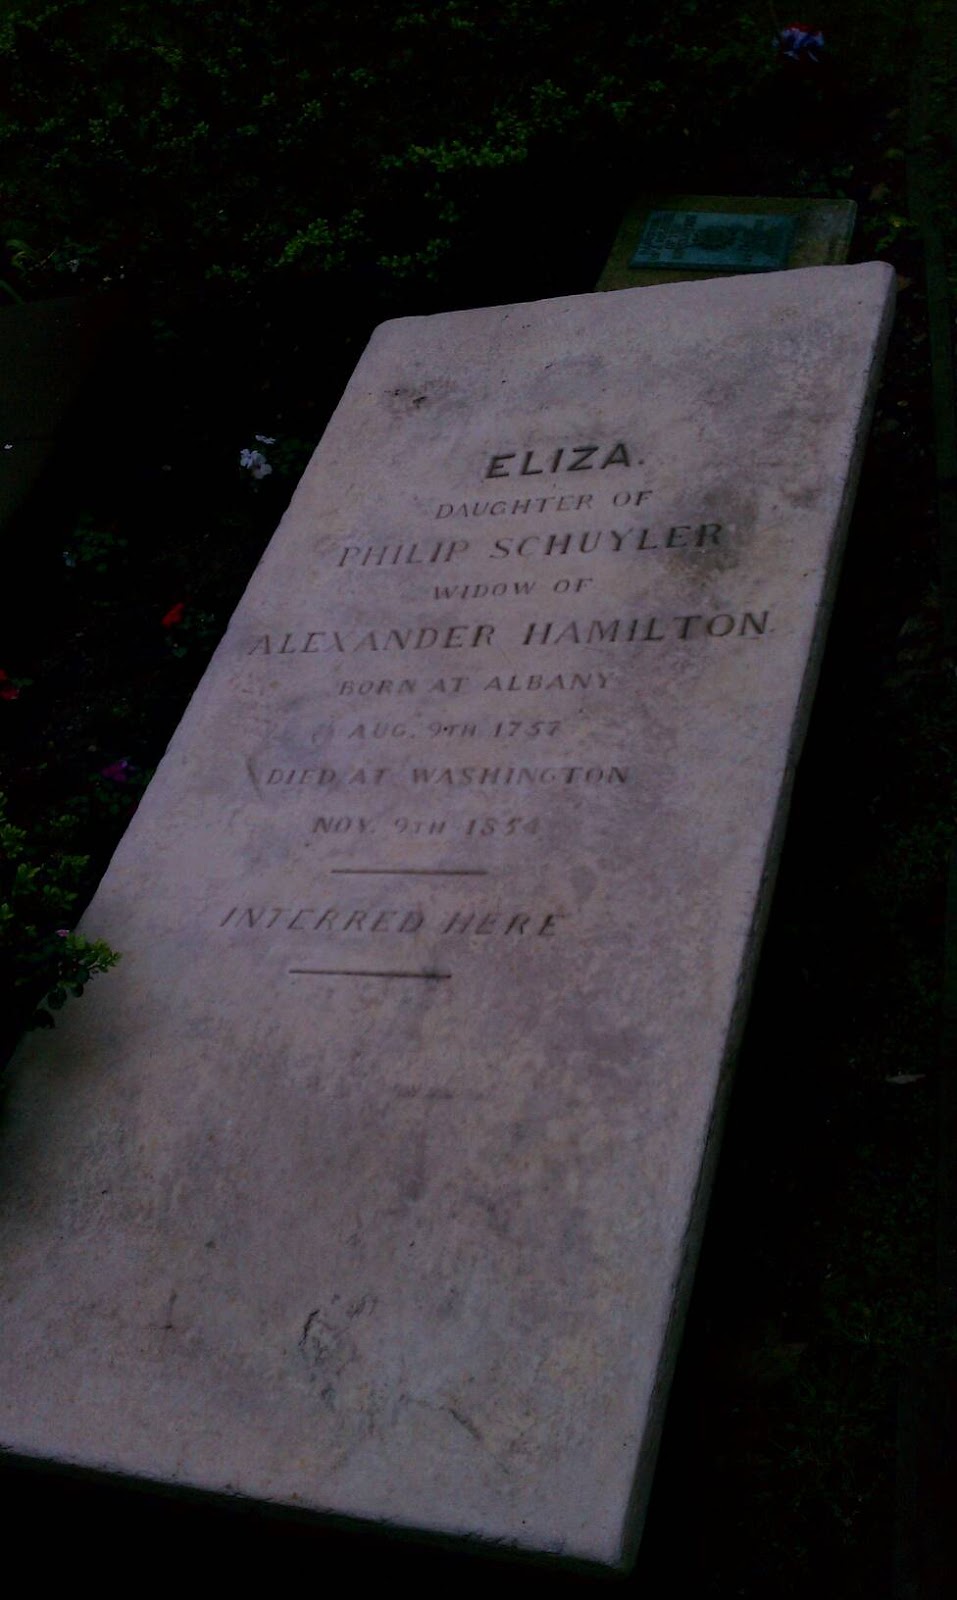 ELIZA.
DAUGHTER OF
PHILIP SCHUYLER
WIDOW OF
ALEXANDER HAMILTON.
BORN AT ALBANY
AUG. 9TH 1757
DIED AT WASHINGTON
NOV. 9TH 1854
INTERRED HERE